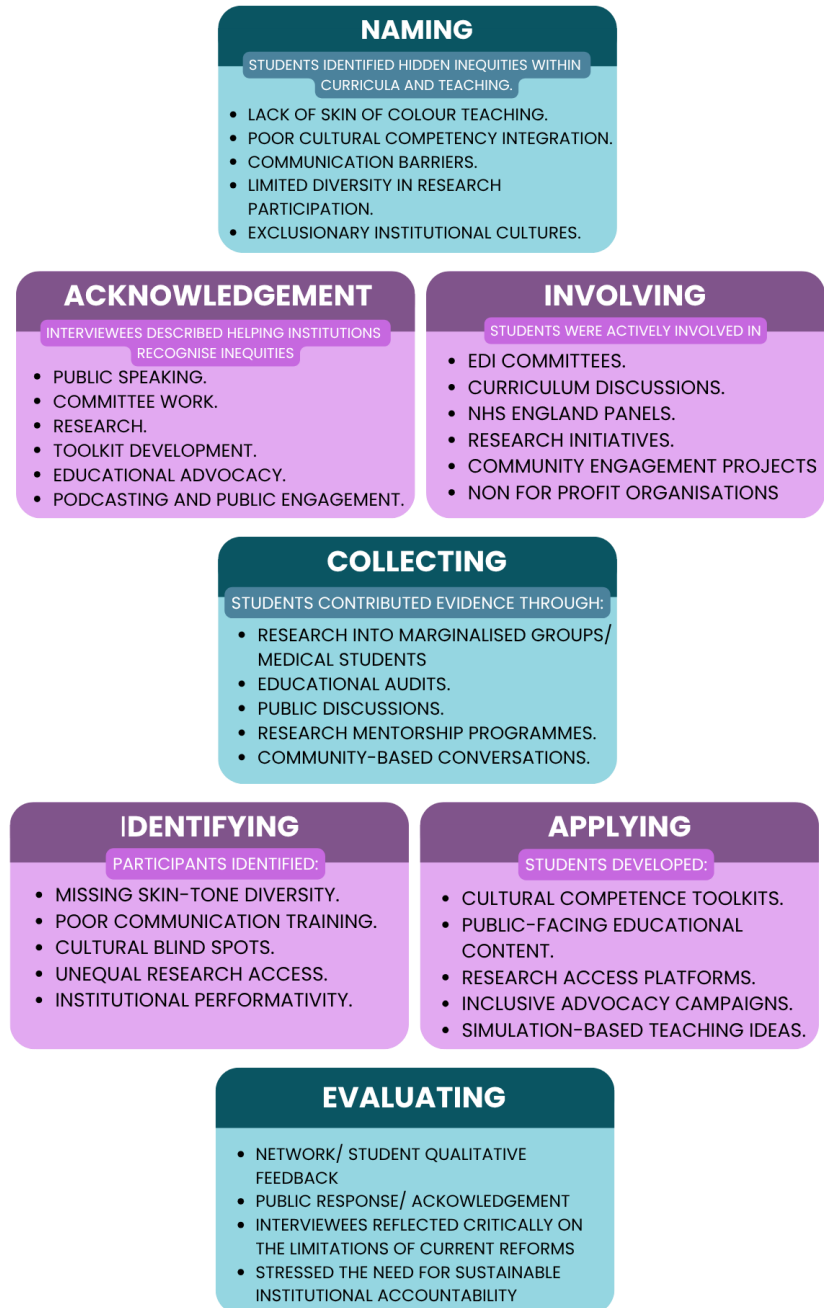 NAMING
STUDENTS IDENTIFIED HIDDEN INEQUITIES WITHIN
CURRICULA AND TEACHING.
• LACK OF SKIN OF COLOUR TEACHING.
• POOR CULTURAL COMPETENCY INTEGRATION.
• COMMUNICATION BARRIERS.
• LIMITED DIVERSITY IN RESEARCH
PARTICIPATION.
• EXCLUSIONARY INSTITUTIONAL CULTURES.
ACKNOWLEDGEMENT
INTERVIEWEES DESCRIBED HELPING INSTITUTIONS
RECOGNISE INEQUITIES
• PUBLIC SPEAKING.
• COMMITTEE WORK.
• RESEARCH.
• TOOLKIT DEVELOPMENT.
• EDUCATIONAL ADVOCACY.
• PODCASTING AND PUBLIC ENGAGEMENT.
INVOLVING
STUDENTS WERE ACTIVELY INVOLVED IN
• EDI COMMITTEES.
• CURRICULUM DISCUSSIONS.
• NHS ENGLAND PANELS.
• RESEARCH INITIATIVES.
• COMMUNITY ENGAGEMENT PROJECTS
• NON FOR PROFIT ORGANISATIONS
COLLECTING
STUDENTS CONTRIBUTED EVIDENCE THROUGH:
• RESEARCH INTO MARGINALISED GROUPS/
MEDICAL STUDENTS
• EDUCATIONAL AUDITS.
• PUBLIC DISCUSSIONS.
• RESEARCH MENTORSHIP PROGRAMMES.
• COMMUNITY-BASED CONVERSATIONS.
IDENTIFYING
PARTICIPANTS IDENTIFIED:
• MISSING SKIN-TONE DIVERSITY.
• POOR COMMUNICATION TRAINING.
• CULTURAL BLIND SPOTS.
• UNEQUAL RESEARCH ACCESS.
• INSTITUTIONAL PERFORMATIVITY.
APPLYING
STUDENTS DEVELOPED:
• CULTURAL COMPETENCE TOOLKITS.
• PUBLIC-FACING EDUCATIONAL
CONTENT.
• RESEARCH ACCESS PLATFORMS.
• INCLUSIVE ADVOCACY CAMPAIGNS.
• SIMULATION-BASED TEACHING IDEAS.
EVALUATING
• NETWORK/ STUDENT QUALITATIVE
FEEDBACK
• PUBLIC RESPONSE/ ACKOWLEDGEMENT
• INTERVIEWEES REFLECTED CRITICALLY ON
THE LIMITATIONS OF CURRENT REFORMS
• STRESSED THE NEED FOR SUSTAINABLE
INSTITUTIONAL ACCOUNTABILITY